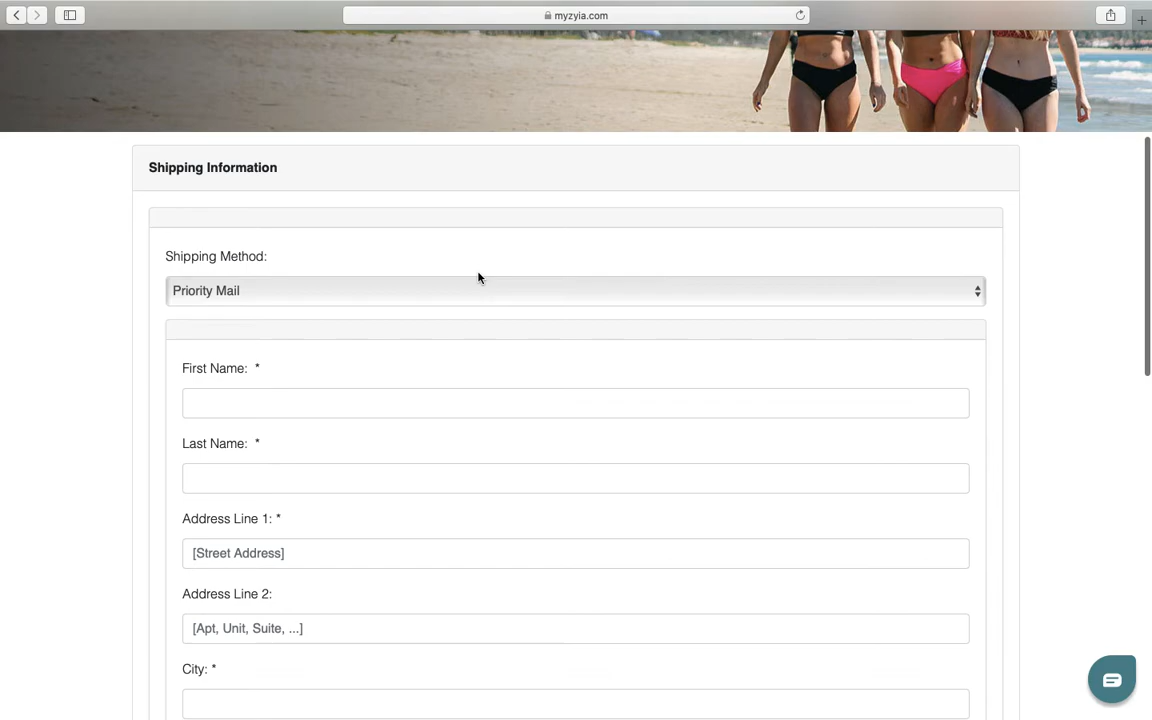 myzyia.com
Shipping Information
Shipping Method:
Priority Mail
First Name: *
Last Name: *
Address Line 1: *
[Street Address]
Address Line 2:
[Apt, Unit, Suite, ...]
City: *